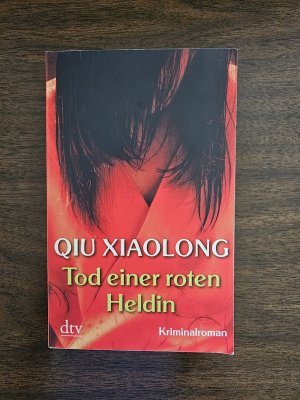 QIU XIAOLONG
Tod einer roten
Heldin
dtv
Kriminalroman